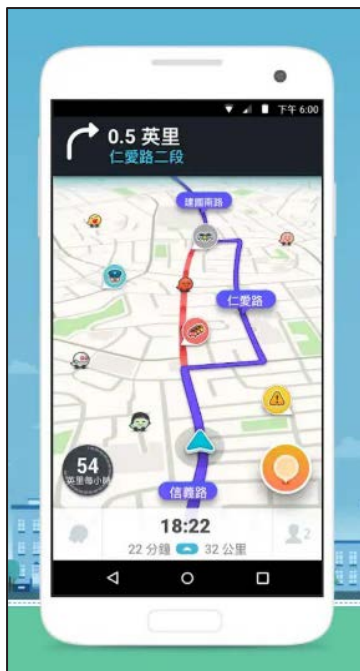 下午 6:00
0.5 英里
仁愛路二段
建國南路
仁愛路
54
英里每小時
信義路
18:22
22 分鐘 32 公里
2